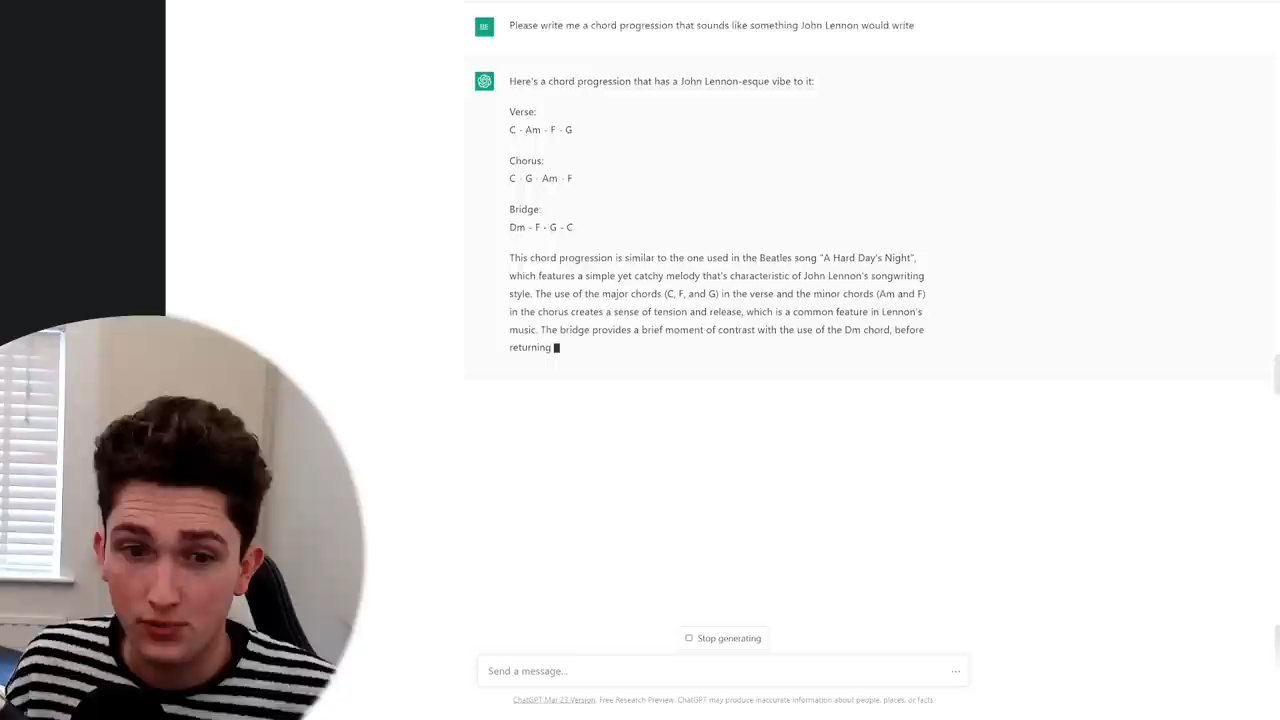 Please write me a chord progression that sounds like something John Lennon would write
Here's a chord progression that has a John Lennon-esque vibe to it:
Verse:
C - Am - F - G
Chorus:
C - G - Am - F
Bridge:
Dm - F - G - C
This chord progression is similar to the one used in the Beatles song "A Hard Day's Night",
which features a simple yet catchy melody that's characteristic of John Lennon's songwriting
style. The use of the major chords (C, F, and G) in the verse and the minor chords (Am and F)
in the chorus creates a sense of tension and release, which is a common feature in Lennon's
music. The bridge provides a brief moment of contrast with the use of the Dm chord, before
returning
Stop generating
Send a message...
ChatGPT Mar 23 Version. Free Research Preview. ChatGPT may produce inaccurate information about people, places, or facts